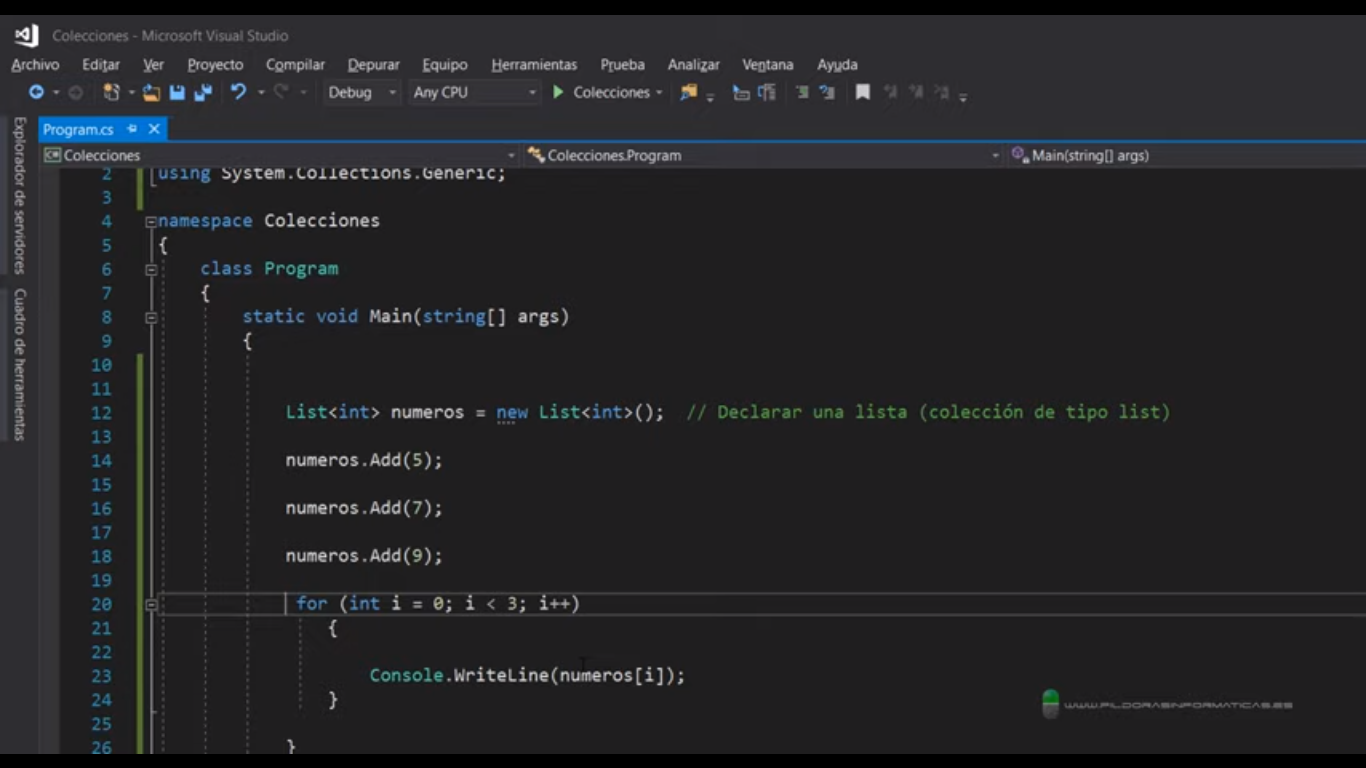 Colecciones - Microsoft Visual Studio
Archivo Editar Ver Proyecto Compilar Depurar Equipo Herramientas Prueba Analizar Ventana Ayuda
Debug Any CPU Colecciones
Explorador de servidores
Cuadro de herramientas
Program.cs
Colecciones Colecciones.Program Main(string[] args)
2 using System.Collections.Generic;
3
4 namespace Colecciones
5 {
6 class Program
7 {
8 static void Main(string[] args)
9 {
10
11
12 List<int> numeros = new List<int>(); // Declarar una lista (colección de tipo list)
13
14 numeros.Add(5);
15
16 numeros.Add(7);
17
18 numeros.Add(9);
19
20 for (int i = 0; i < 3; i++)
21 {
22
23 Console.WriteLine(numeros[i]);
24 }
25
26 }
WWW.PILDORASINFORMATICAS.ES